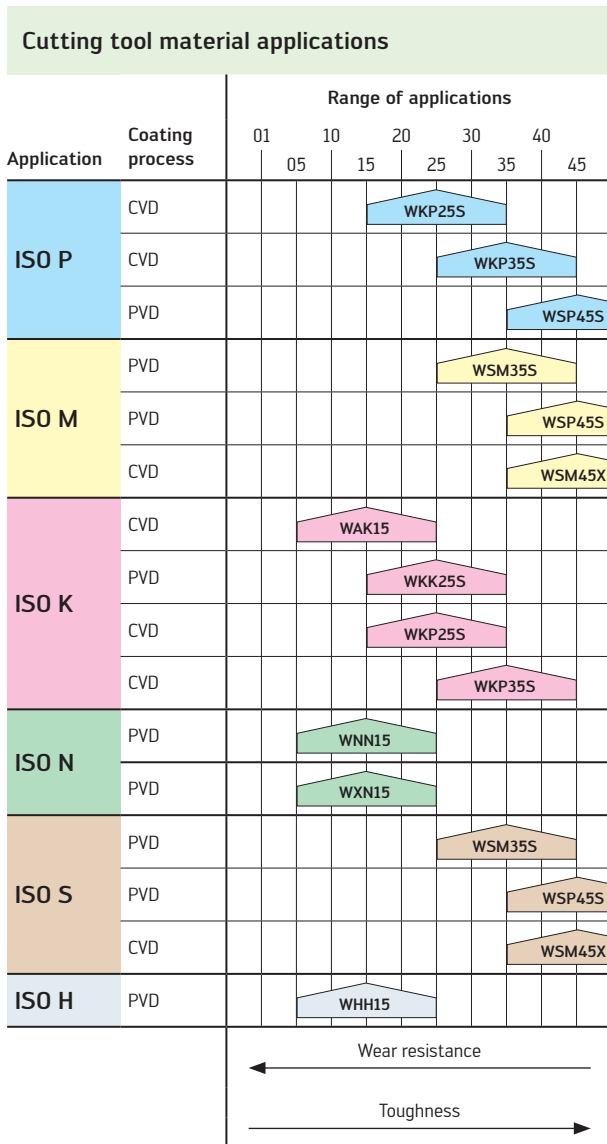 Cutting tool material applications
Range of applications
Application
Coating
process
01 10 20 30 40
05 15 25 35 45
ISO P
CVD WKP25S
CVD WKP35S
PVD WSP45S
ISO M
PVD WSM35S
PVD WSP45S
CVD WSM45X
ISO K
CVD WAK15
PVD WKK25S
CVD WKP25S
CVD WKP35S
ISO N
PVD WNN15
PVD WXN15
ISO S
PVD WSM35S
PVD WSP45S
CVD WSM45X
ISO H PVD WHH15
Wear resistance
Toughness